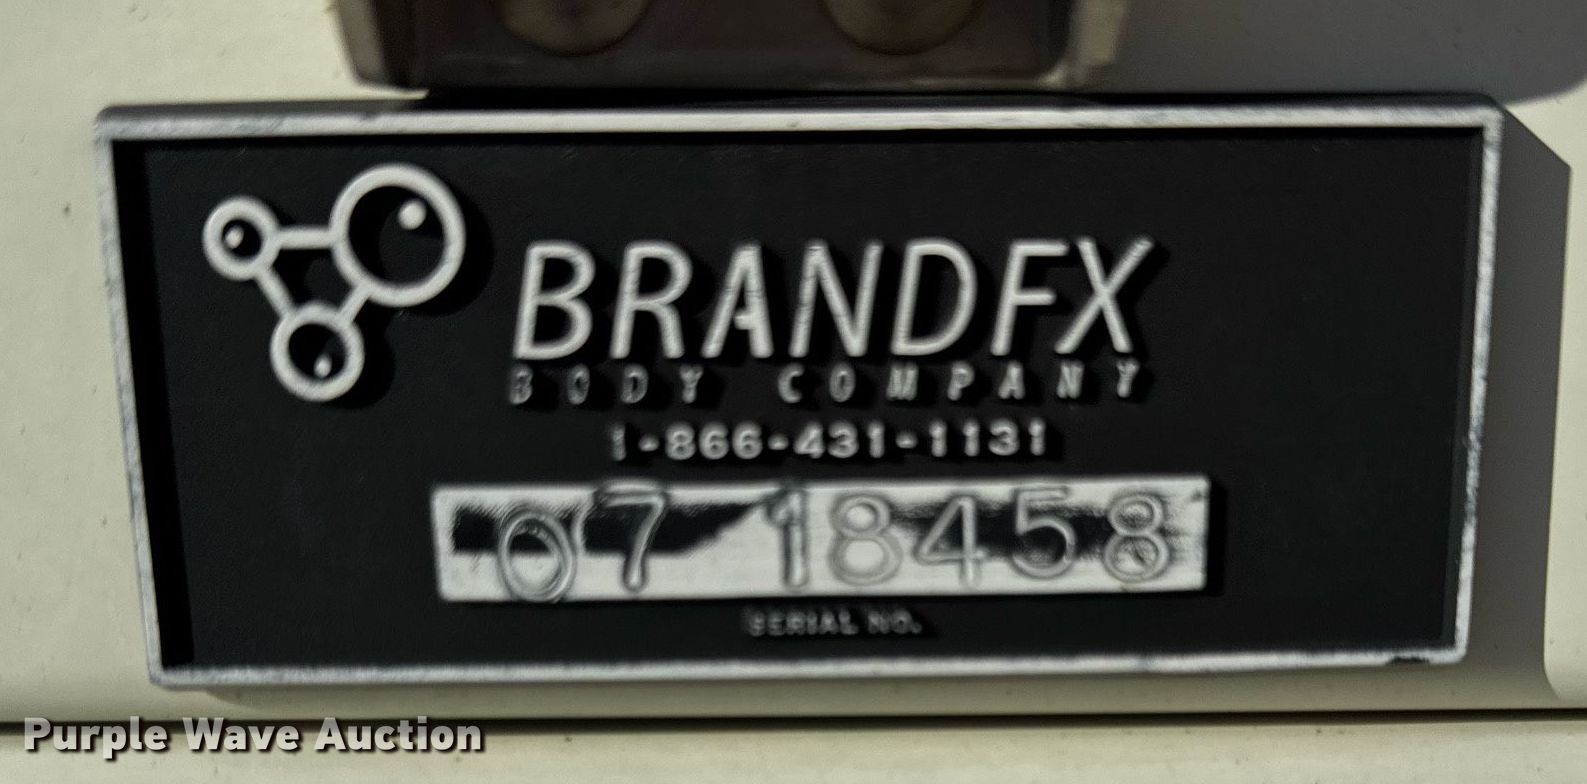 BRANDFX
BODY COMPANY
1-866-431-1131
07 18458
SERIAL NO.
Purple Wave Auction